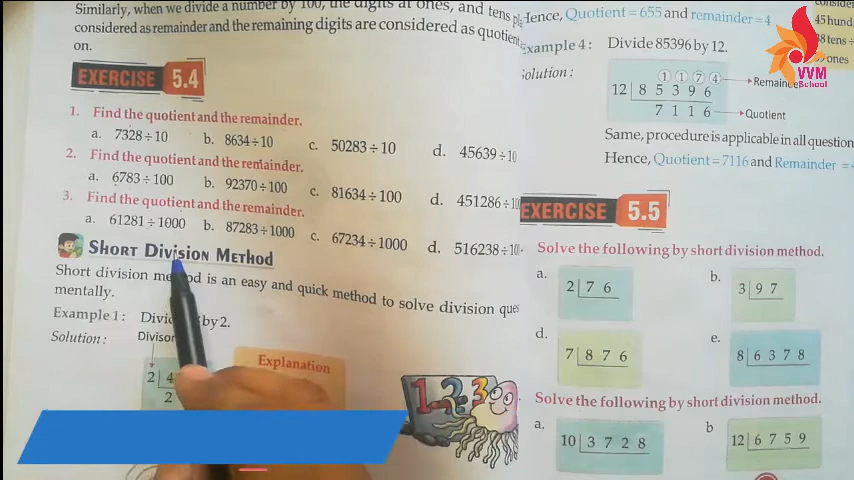 Similarly, when we divide a number by 100, the digits at ones, and tens
considered as remainder and the remaining digits are considered as quotient
on.
EXERCISE 5.4
1. Find the quotient and the remainder.
a. 7328÷10 b. 8634÷10 c. 50283÷10 d. 45639÷10
2. Find the quotient and the remainder.
a. 6783÷100 b. 92370÷100 c. 81634÷100 d. 451286÷10
3. Find the quotient and the remainder.
a. 61281÷1000 b. 87283÷1000 c. 67234÷1000 d. 516238÷10
SHORT DIVISION METHOD
Short division method is an easy and quick method to solve division ques
mentally.
Example 1: by 2.
Solution: Divisor
2 4
2
Explanation
1 2 3
Hence, Quotient = 655 and remainder = 4
Example 4: Divide 85396 by 12.
Solution:
1 1 7 4 Remainder
12 8 5 3 9 6
7 1 1 6 Quotient
Same, procedure is applicable in all question
Hence, Quotient = 7116 and Remainder =
EXERCISE 5.5
Solve the following by short division method.
a. 2 7 6 b. 3 9 7
d. 7 8 7 6 e. 8 6 3 7 8
Solve the following by short division method.
a. 10 3 7 2 8 b 12 6 7 5 9
45 hund
38 tens ÷
ones
VVM
School